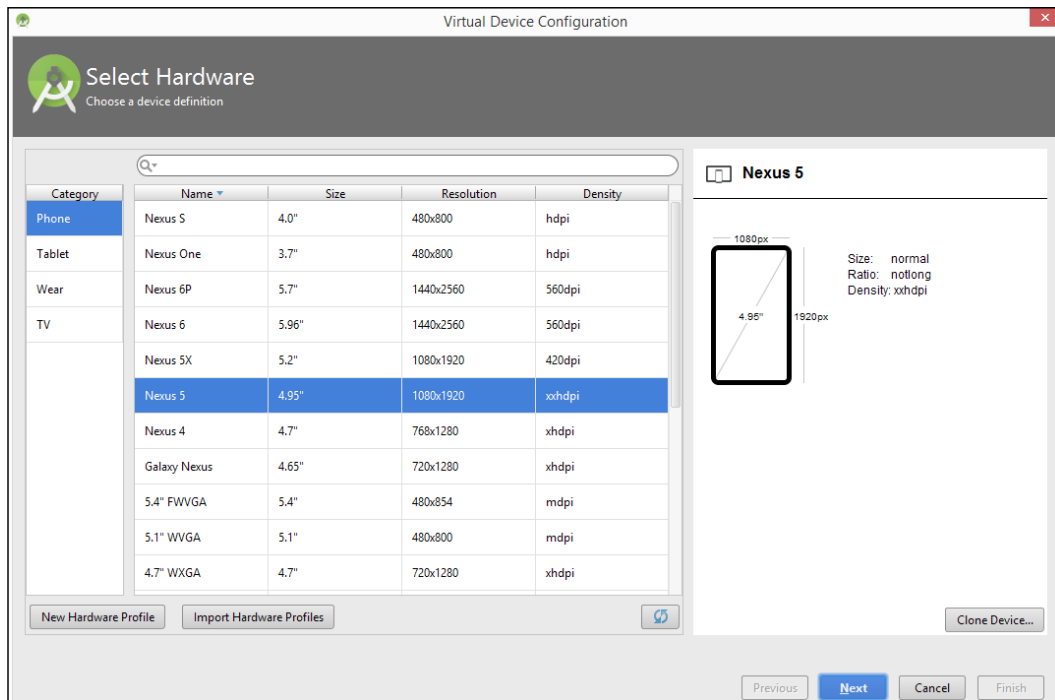 Virtual Device Configuration
Select Hardware
Choose a device definition
Category
Phone
Tablet
Wear
TV
Name Size Resolution Density
Nexus S 4.0" 480x800 hdpi
Nexus One 3.7" 480x800 hdpi
Nexus 6P 5.7" 1440x2560 560dpi
Nexus 6 5.96" 1440x2560 560dpi
Nexus 5X 5.2" 1080x1920 420dpi
Nexus 5 4.95" 1080x1920 xxhdpi
Nexus 4 4.7" 768x1280 xhdpi
Galaxy Nexus 4.65" 720x1280 xhdpi
5.4" FWVGA 5.4" 480x854 mdpi
5.1" WVGA 5.1" 480x800 mdpi
4.7" WXGA 4.7" 720x1280 xhdpi
New Hardware Profile Import Hardware Profiles
Nexus 5
1080px
4.95" 1920px
Size: normal
Ratio: notlong
Density: xxhdpi
Clone Device...
Previous Next Cancel Finish